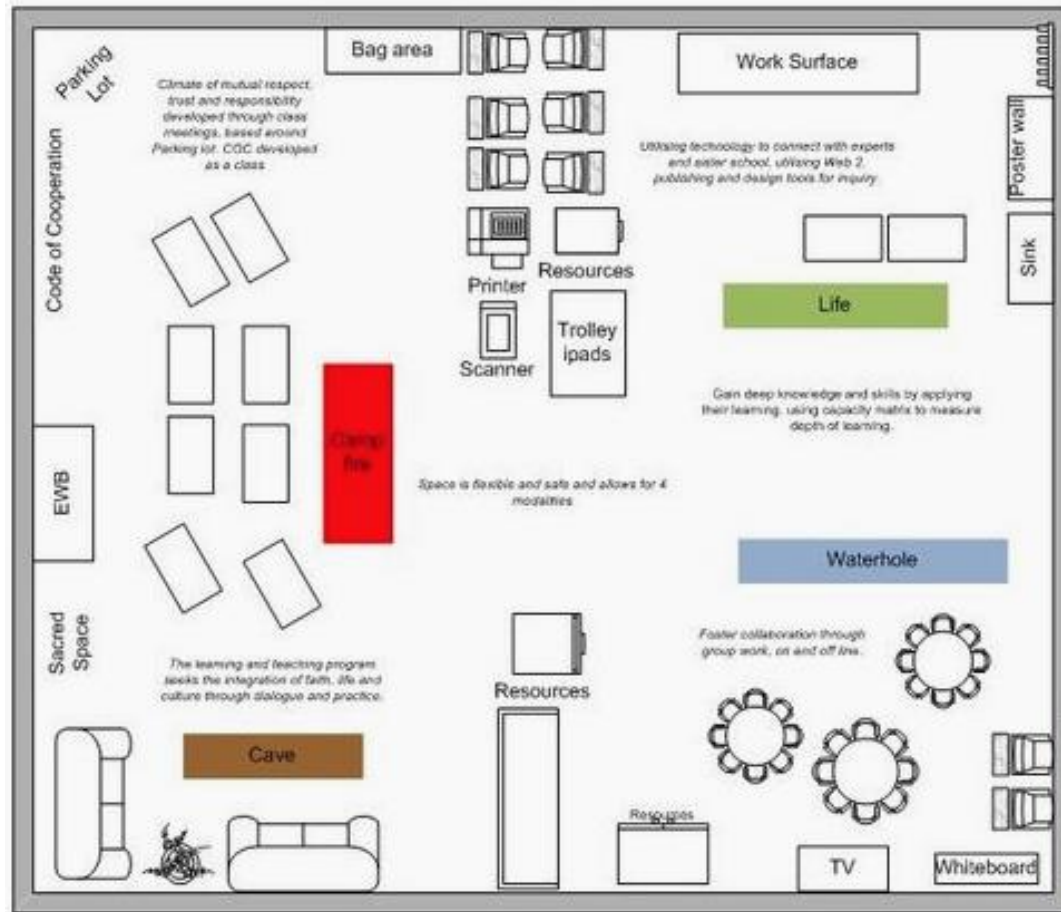 Parking
Lot
Bag area
Work Surface
Climate of mutual respect,
trust and responsibility
developed through class
meetings, based around
Parking lot. COC developed
as a class
Utilising technology to connect with experts
and sister school, utilising Web 2,
publishing and design tools for inquiry
Poster wall
Code of Cooperation
Sink
Printer
Resources
Life
Scanner
Trolley
ipads
Gain deep knowledge and skills by applying
their learning, using capacity matrix to measure
depth of learning.
Camp
fire
EWB
Space is flexible and safe and allows for 4
modalities
Waterhole
Sacred
Space
Foster collaboration through
group work, on and off line.
The learning and teaching program
seeks the integration of faith, life and
culture through dialogue and practice.
Resources
Cave
Resources
TV
Whiteboard